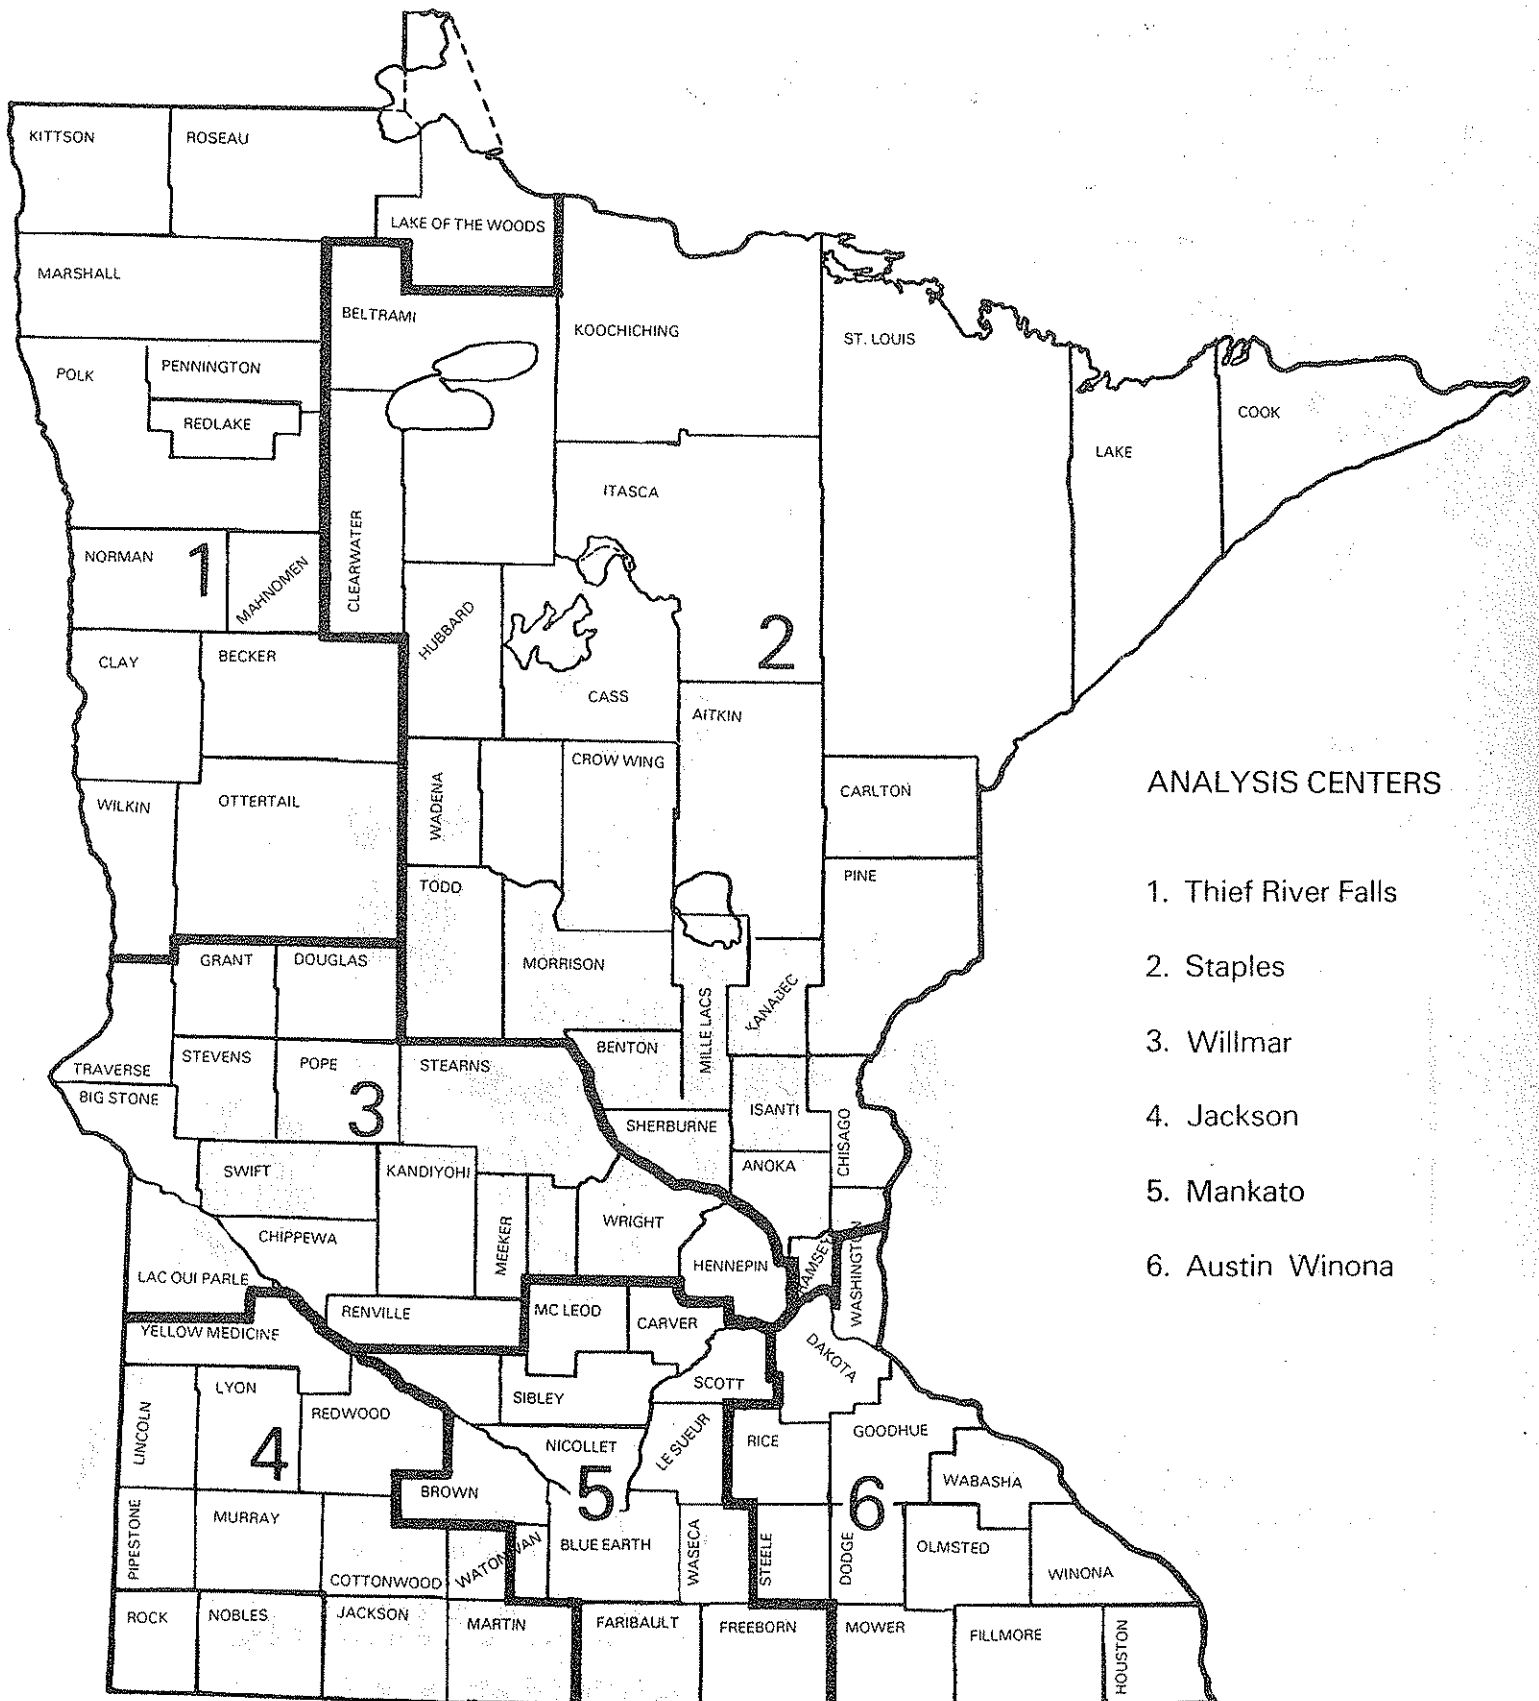 KITTSON
ROSEAU
LAKE OF THE WOODS
MARSHALL
BELTRAMI
KOOCHICHING
ST. LOUIS
POLK
PENNINGTON
REDLAKE
COOK
LAKE
ITASCA
CLEARWATER
NORMAN
1
MAHNOMEN
HUBBARD
2
CLAY
BECKER
CASS
AITKIN
CROW WING
WADENA
CARLTON
WILKIN
OTTERTAIL
TODD
PINE
GRANT
DOUGLAS
MORRISON
MILLE LACS
KANABEC
TRAVERSE
STEVENS
POPE
STEARNS
BENTON
BIG STONE
3
ISANTI
SHERBURNE
CHISAGO
SWIFT
KANDIYOHI
ANOKA
MEEKER
WRIGHT
CHIPPEWA
HENNEPIN
RAMSEY
WASHINGTON
LAC QUI PARLE
RENVILLE
MC LEOD
CARVER
YELLOW MEDICINE
DAKOTA
LINCOLN
LYON
REDWOOD
SIBLEY
SCOTT
4
NICOLLET
LE SUEUR
RICE
GOODHUE
BROWN
5
6
WABASHA
PIPESTONE
MURRAY
COTTONWOOD
WATONWAN
BLUE EARTH
WASECA
STEELE
DODGE
OLMSTED
WINONA
ROCK
NOBLES
JACKSON
MARTIN
FARIBAULT
FREEBORN
MOWER
FILLMORE
HOUSTON
ANALYSIS CENTERS
1. Thief River Falls
2. Staples
3. Willmar
4. Jackson
5. Mankato
6. Austin Winona